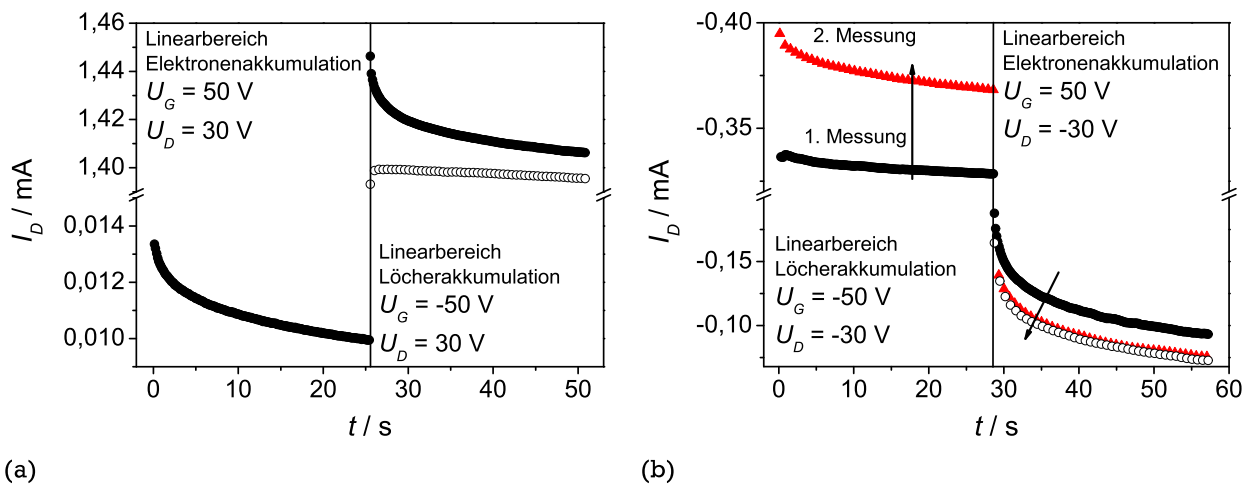 1,46
1,44
1,42
1,40
0,014
0,012
0,010
I_D / mA
Linearbereich
Elektronenakkumulation
U_G = 50 V
U_D = 30 V
Linearbereich
Löcherakkumulation
U_G = -50 V
U_D = 30 V
0 10 20 30 40 50
t / s
(a)
-0,40
-0,35
-0,15
-0,10
I_D / mA
2. Messung
1. Messung
Linearbereich
Elektronenakkumulation
U_G = 50 V
U_D = -30 V
Linearbereich
Löcherakkumulation
U_G = -50 V
U_D = -30 V
0 10 20 30 40 50 60
t / s
(b)